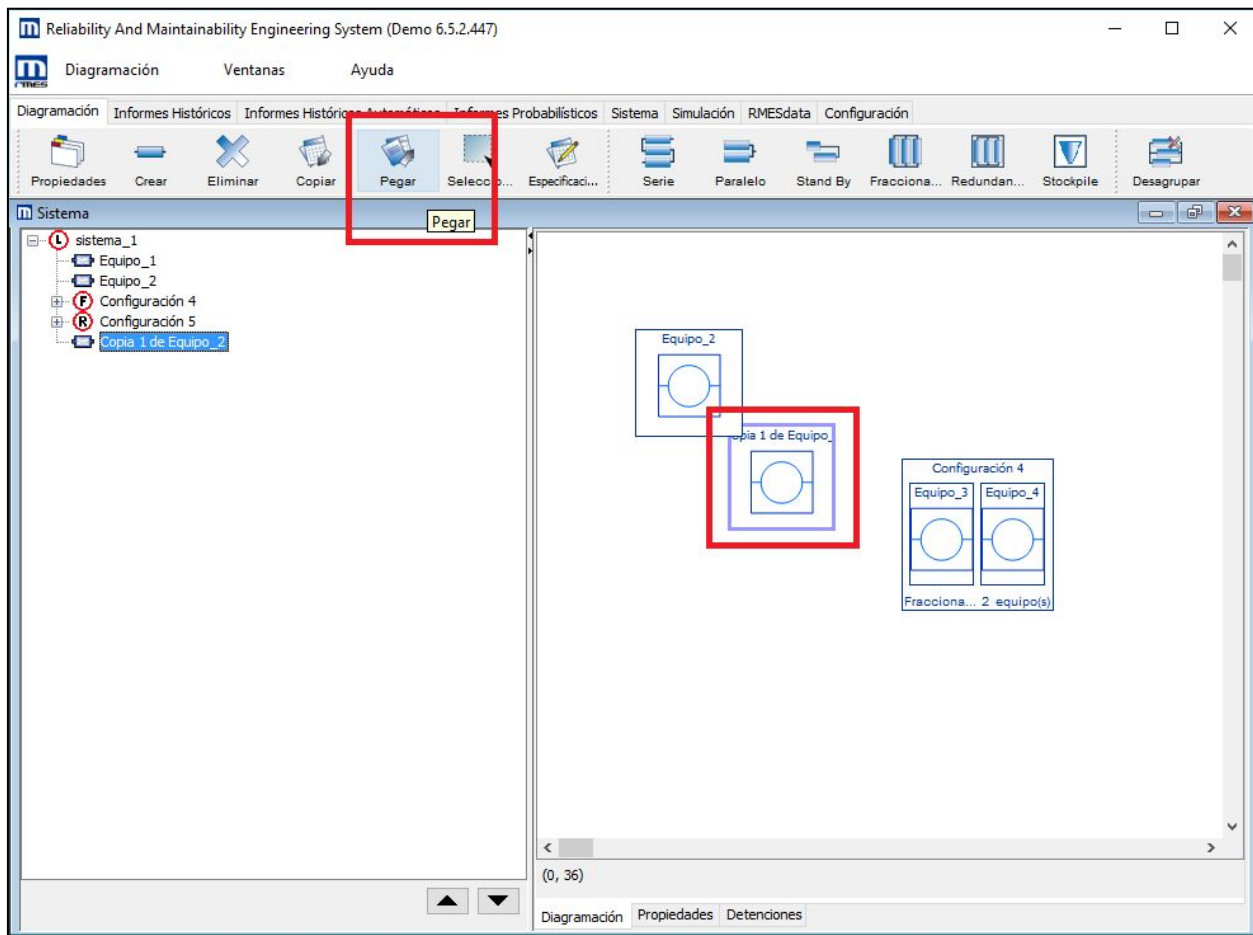 Reliability And Maintainability Engineering System (Demo 6.5.2.447)
rmes
Diagramación Ventanas Ayuda
Diagramación Informes Históricos Informes Históricos Automáticos Informes Probabilísticos Sistema Simulación RMESdata Configuración
Propiedades Crear Eliminar Copiar Pegar Seleccio... Especificaci... Serie Paralelo Stand By Fracciona... Redundan... Stockpile Desagrupar
Sistema
Pegar
sistema_1
Equipo_1
Equipo_2
F Configuración 4
R Configuración 5
Copia 1 de Equipo_2
Equipo_2
opia 1 de Equipo_
Configuración 4
Equipo_3 Equipo_4
Fracciona... 2 equipo(s)
(0, 36)
Diagramación Propiedades Detenciones